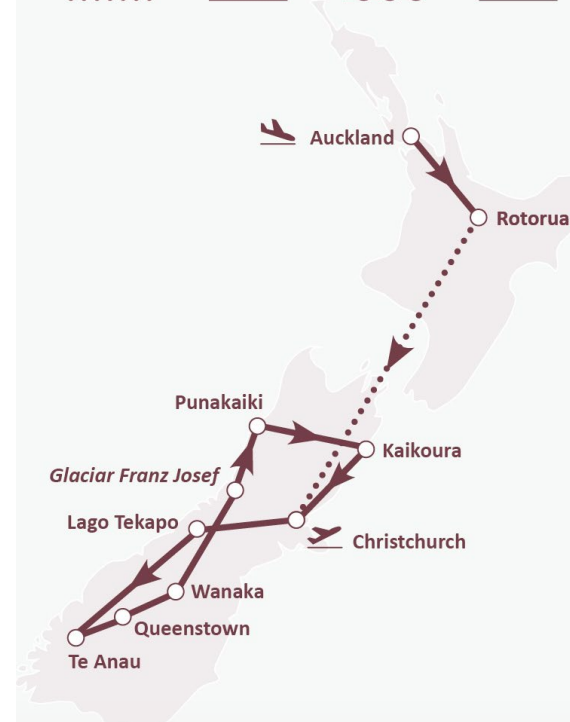 Auckland
Rotorua
Punakaiki
Kaikoura
Glaciar Franz Josef
Lago Tekapo
Christchurch
Wanaka
Queenstown
Te Anau